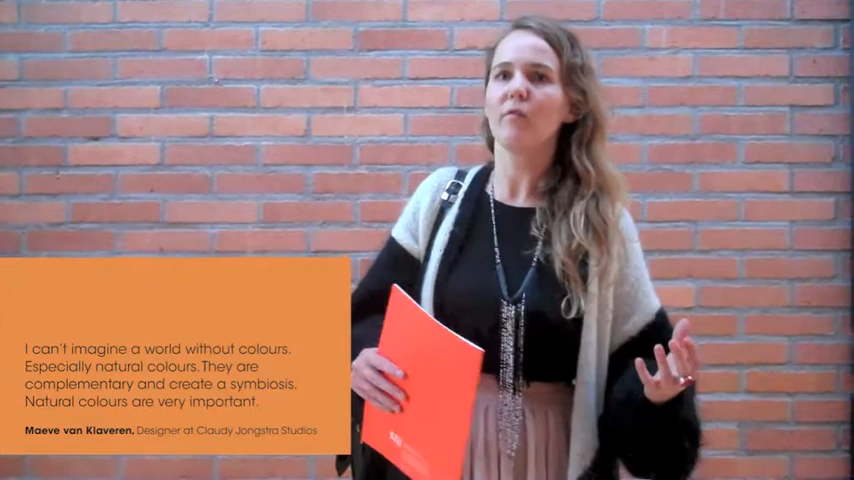 I can't imagine a world without colours.
Especially natural colours. They are
complementary and create a symbiosis.
Natural colours are very important.
Maeve van Klaveren, Designer at Claudy Jongstra Studios